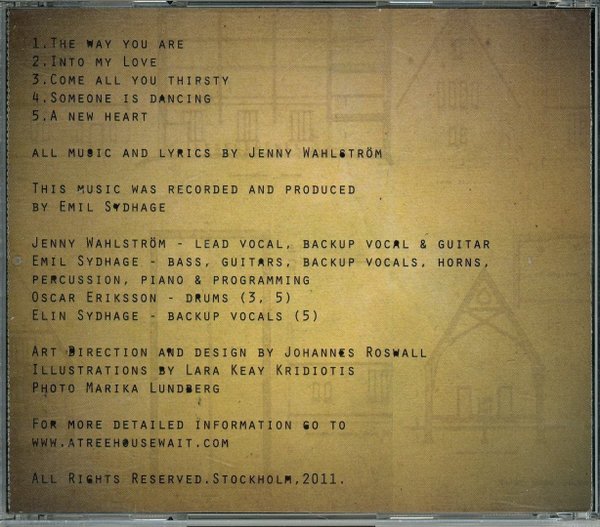 1.The way you are
2.Into my Love
3.Come all you thirsty
4.Someone is dancing
5.A new heart
all music and lyrics by Jenny Wahlström
This music was recorded and produced
by Emil Sydhage
Jenny Wahlström - lead vocal, backup vocal & guitar
Emil Sydhage - bass, guitars, backup vocals, horns,
percussion, piano & programming
Oscar Eriksson - drums (3, 5)
Elin Sydhage - backup vocals (5)
Art Direction and design by Johannes Roswall
Illustrations by Lara Keay Kridiotis
Photo Marika Lundberg
For more detailed information go to
www.atreehousewait.com
All Rights Reserved.Stockholm,2011.